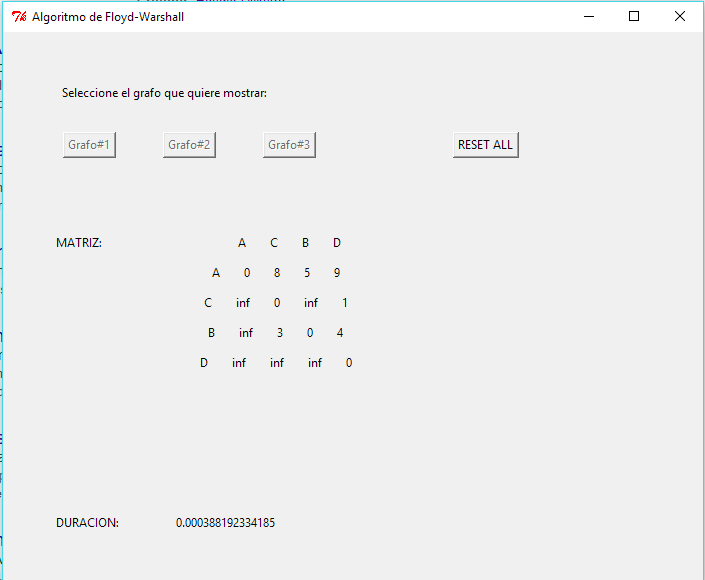 Algoritmo de Floyd-Warshall
Seleccione el grafo que quiere mostrar:
Grafo#1 Grafo#2 Grafo#3 RESET ALL
MATRIZ: A C B D
A 0 8 5 9
C inf 0 inf 1
B inf 3 0 4
D inf inf inf 0
DURACION: 0.000388192334185